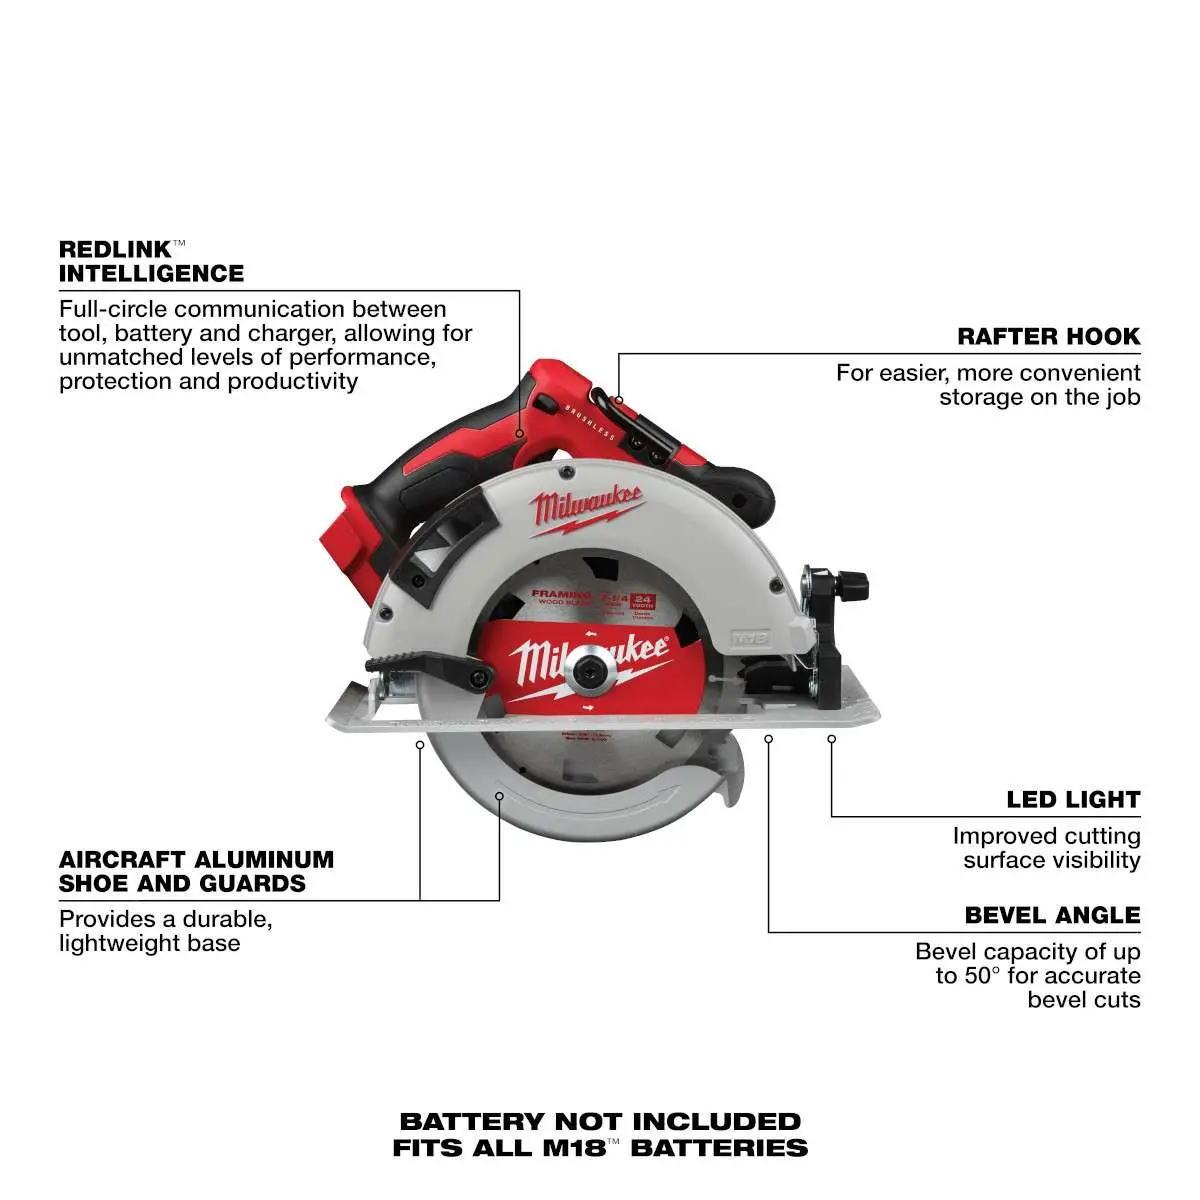 REDLINK™
INTELLIGENCE
Full-circle communication between
tool, battery and charger, allowing for
unmatched levels of performance,
protection and productivity
RAFTER HOOK
For easier, more convenient
storage on the job
BRUSHLESS
Milwaukee
FRAMING 7-1/4 24
WOOD BLADE TOOTH
M18
Milwaukee
LED LIGHT
Improved cutting
surface visibility
AIRCRAFT ALUMINUM
SHOE AND GUARDS
Provides a durable,
lightweight base
BEVEL ANGLE
Bevel capacity of up
to 50° for accurate
bevel cuts
BATTERY NOT INCLUDED
FITS ALL M18™ BATTERIES